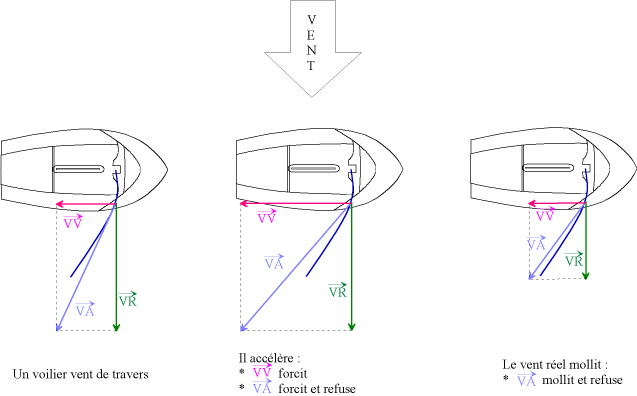 V
E
N
T
VV
VA
VR
VV
VA
VR
VV
VA
VR
Un voilier vent de travers
Il accélère :
* VV forcit
* VA forcit et refuse
Le vent réel mollit :
* VA mollit et refuse